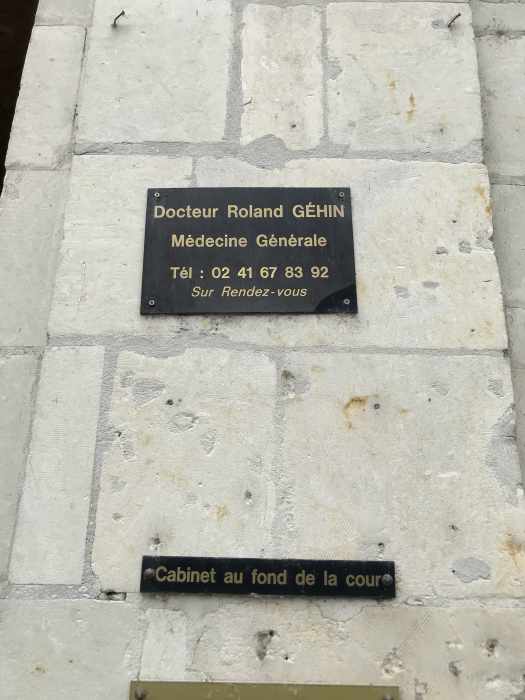 Docteur Roland GÉHIN
Médecine Générale
Tél : 02 41 67 83 92
Sur Rendez-vous
Cabinet au fond de la cour